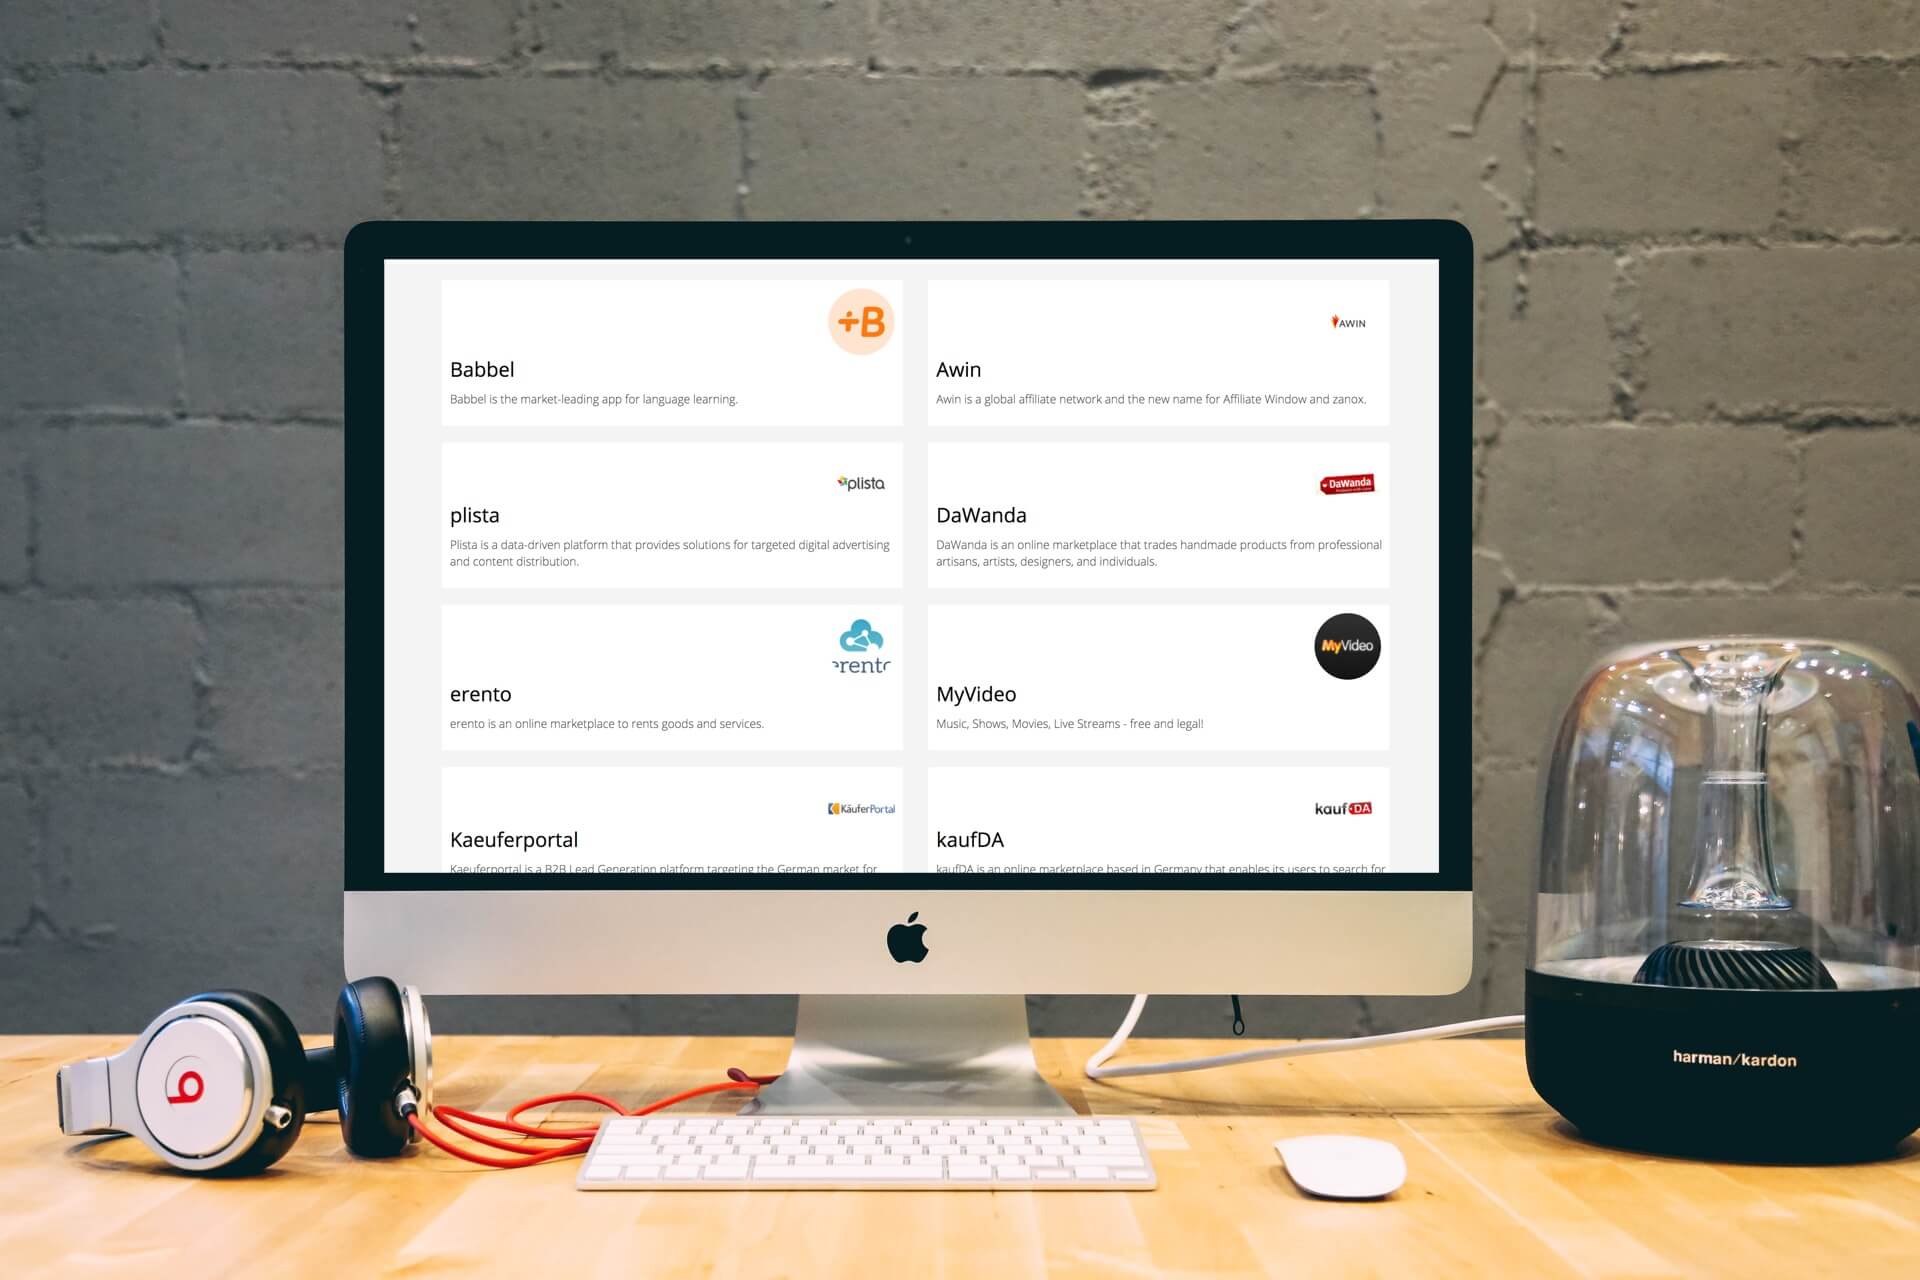 +B
Babbel
Babbel is the market-leading app for language learning.
AWIN
Awin
Awin is a global affiliate network and the new name for Affiliate Window and zanox.
plista
plista
Plista is a data-driven platform that provides solutions for targeted digital advertising
and content distribution.
DaWanda
DaWanda
DaWanda is an online marketplace that trades handmade products from professional
artisans, artists, designers, and individuals.
erento
erento
erento is an online marketplace to rents goods and services.
MyVideo
MyVideo
Music, Shows, Movies, Live Streams - free and legal!
KäuferPortal
Kaeuferportal
Kaeuferportal is a B2B Lead Generation platform targeting the German market for
kaufDA
kaufDA
kaufDA is an online marketplace based in Germany that enables its users to search for
b
harman/kardon